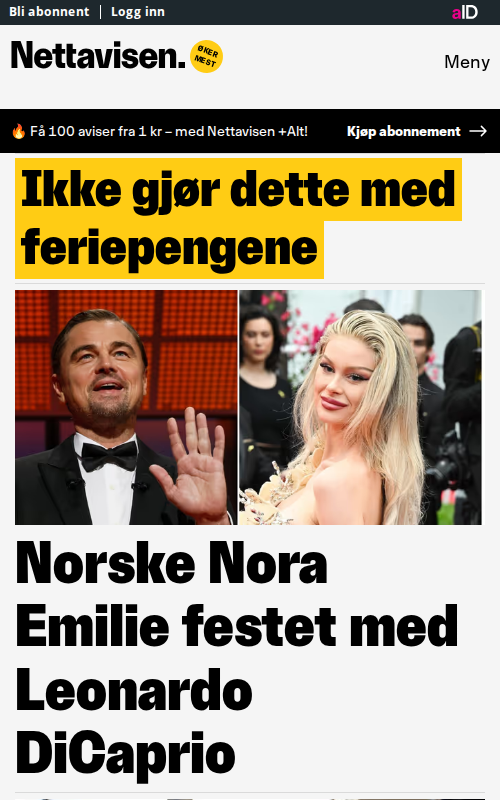 Bli abonnent | Logg inn
aID
Nettavisen.
ØKER
MEST
Meny
🔥 Få 100 aviser fra 1 kr – med Nettavisen +Alt!
Kjøp abonnement →
Ikke gjør dette med
feriepengene
Norske Nora
Emilie festet med
Leonardo
DiCaprio